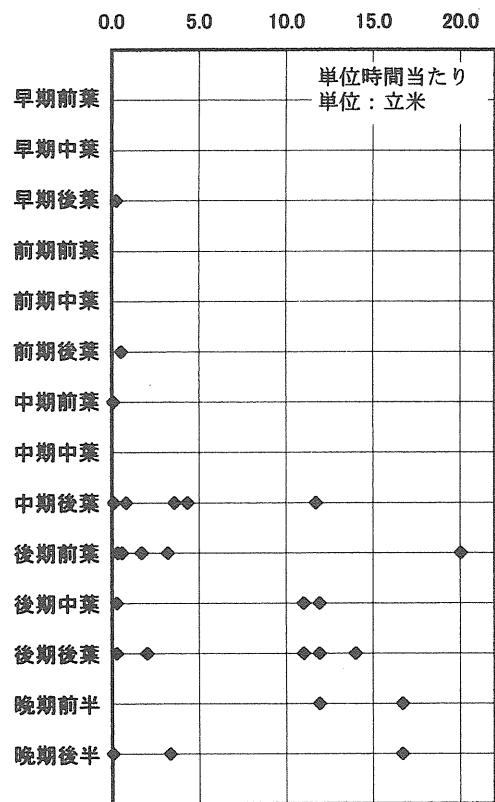 0.0 5.0 10.0 15.0 20.0
単位時間当たり
単位：立米
早期前葉
早期中葉
早期後葉
前期前葉
前期中葉
前期後葉
中期前葉
中期中葉
中期後葉
後期前葉
後期中葉
後期後葉
晩期前半
晩期後半